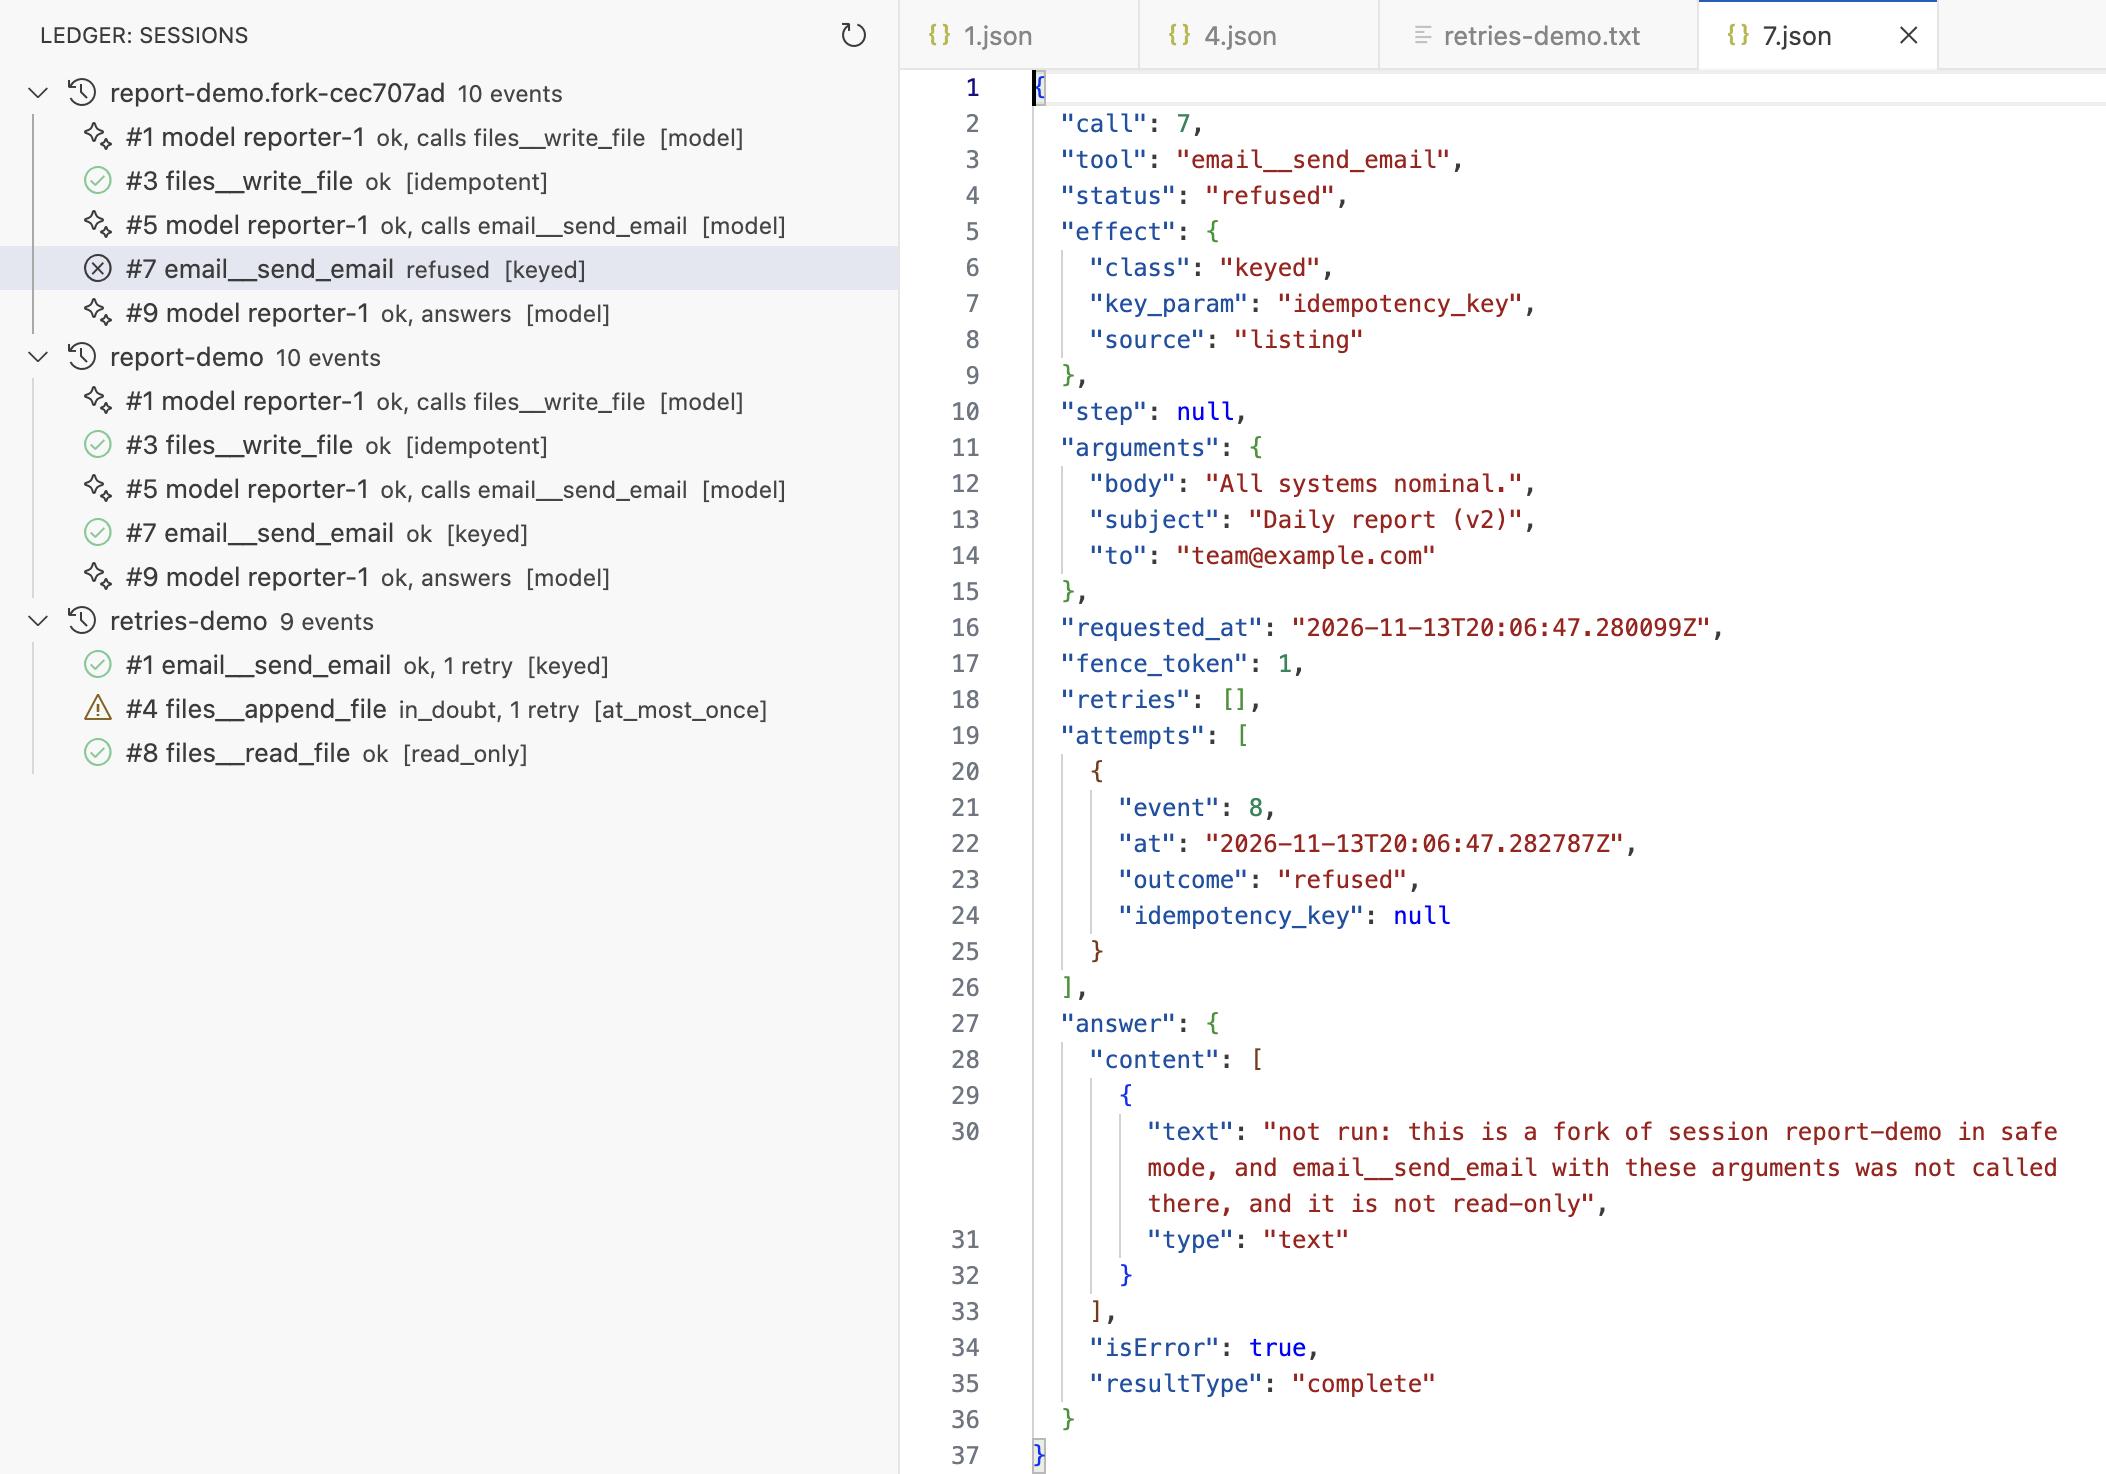 LEDGER: SESSIONS
report-demo.fork-cec707ad 10 events
#1 model reporter-1 ok, calls files__write_file [model]
#3 files__write_file ok [idempotent]
#5 model reporter-1 ok, calls email__send_email [model]
#7 email__send_email refused [keyed]
#9 model reporter-1 ok, answers [model]
report-demo 10 events
#1 model reporter-1 ok, calls files__write_file [model]
#3 files__write_file ok [idempotent]
#5 model reporter-1 ok, calls email__send_email [model]
#7 email__send_email ok [keyed]
#9 model reporter-1 ok, answers [model]
retries-demo 9 events
#1 email__send_email ok, 1 retry [keyed]
#4 files__append_file in_doubt, 1 retry [at_most_once]
#8 files__read_file ok [read_only]
{} 1.json
{} 4.json
retries-demo.txt
{} 7.json
1 {
2 "call": 7,
3 "tool": "email__send_email",
4 "status": "refused",
5 "effect": {
6 "class": "keyed",
7 "key_param": "idempotency_key",
8 "source": "listing"
9 },
10 "step": null,
11 "arguments": {
12 "body": "All systems nominal.",
13 "subject": "Daily report (v2)",
14 "to": "team@example.com"
15 },
16 "requested_at": "2026-11-13T20:06:47.280099Z",
17 "fence_token": 1,
18 "retries": [],
19 "attempts": [
20 {
21 "event": 8,
22 "at": "2026-11-13T20:06:47.282787Z",
23 "outcome": "refused",
24 "idempotency_key": null
25 }
26 ],
27 "answer": {
28 "content": [
29 {
30 "text": "not run: this is a fork of session report-demo in safe
mode, and email__send_email with these arguments was not called
there, and it is not read-only",
31 "type": "text"
32 }
33 ],
34 "isError": true,
35 "resultType": "complete"
36 }
37 }